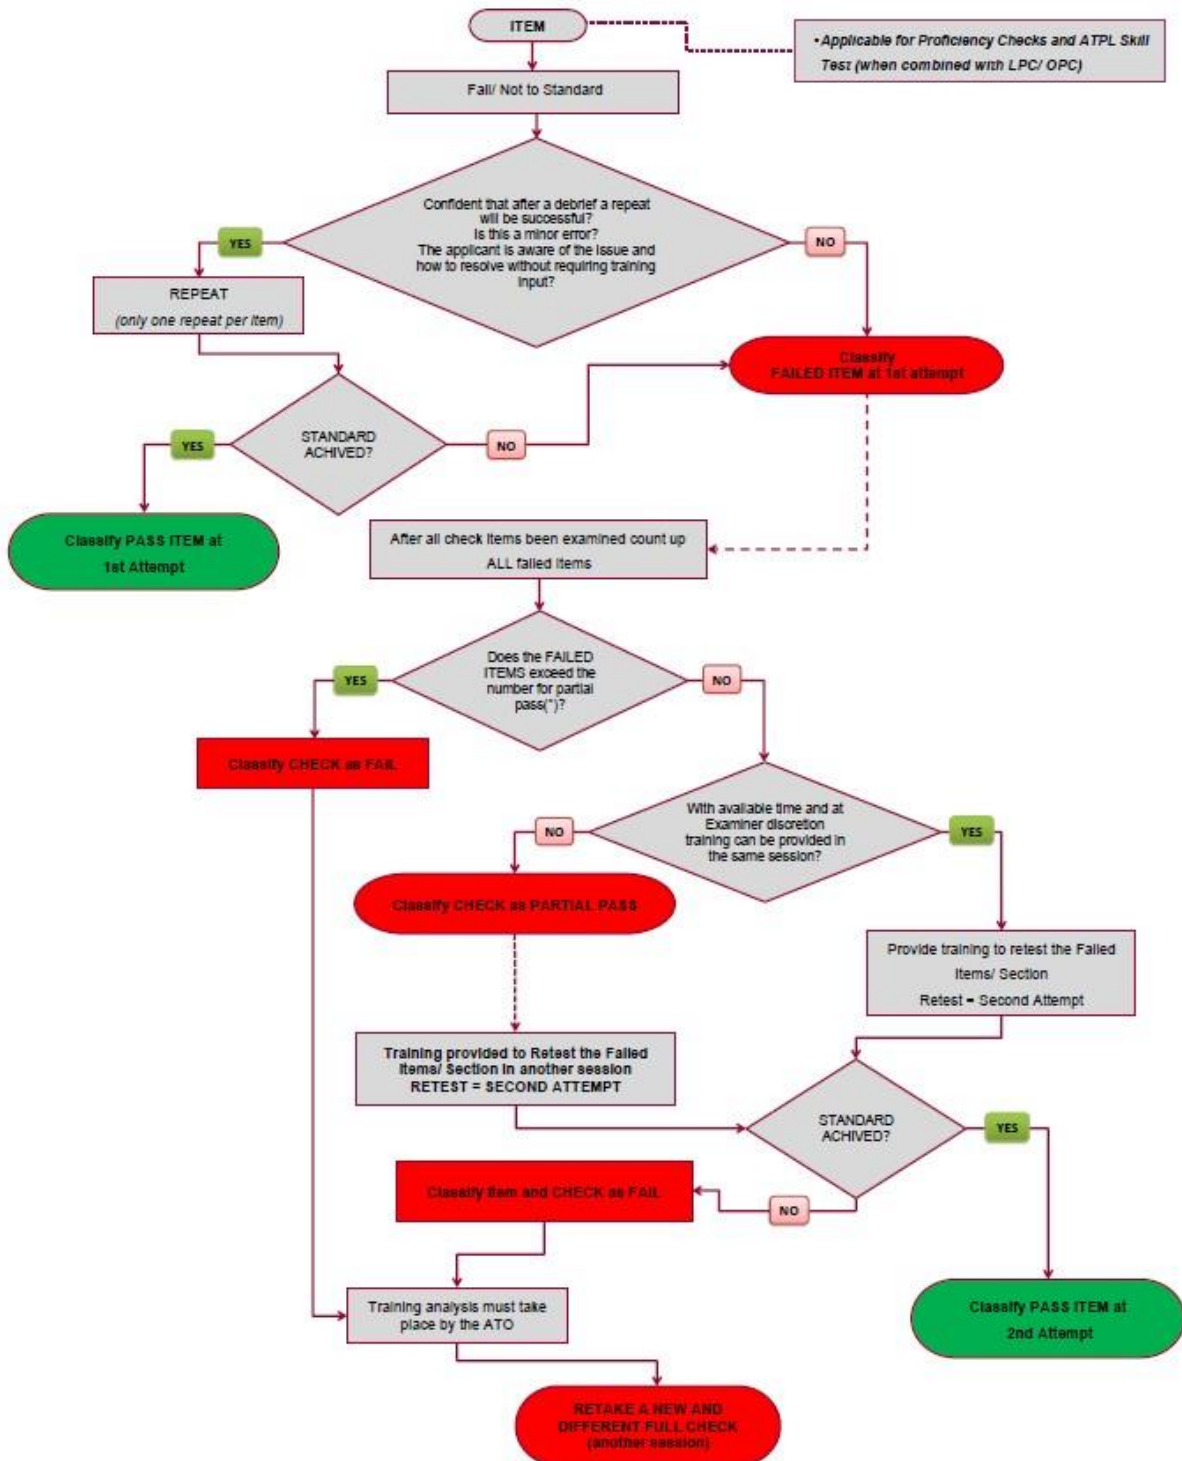 ITEM
•Applicable for Proficiency Checks and ATPL Skill
Test (when combined with LPC/ OPC)
Fail/ Not to Standard
Confident that after a debrief a repeat
will be successful?
Is this a minor error?
The applicant is aware of the issue and
how to resolve without requiring training
input?
YES
NO
REPEAT
(only one repeat per item)
Classify
FAILED ITEM at 1st attempt
STANDARD
ACHIVED?
YES
NO
Classify PASS ITEM at
1st Attempt
After all check items been examined count up
ALL failed items
Does the FAILED
ITEMS exceed the
number for partial
pass(*)?
YES
NO
Classify CHECK as FAIL
With available time and at
Examiner discretion
training can be provided in
the same session?
NO
YES
Classify CHECK as PARTIAL PASS
Provide training to retest the Failed
Items/ Section
Retest = Second Attempt
Training provided to Retest the Failed
Items/ Section in another session
RETEST = SECOND ATTEMPT
STANDARD
ACHIVED?
YES
NO
Classify Item and CHECK as FAIL
Training analysis must take
place by the ATO
Classify PASS ITEM at
2nd Attempt
RETAKE A NEW AND
DIFFERENT FULL CHECK
(another session)